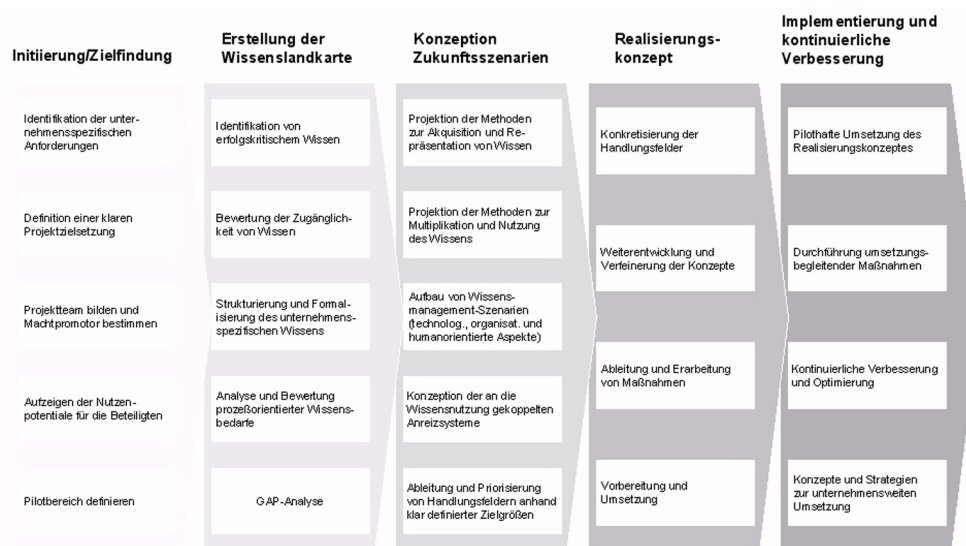 Initiierung/Zielfindung
Identifikation der unter-
nehmensspezifischen
Anforderungen
Definition einer klaren
Projektzielsetzung
Projektteam bilden und
Machtpromotor bestimmen
Aufzeigen der Nutzen-
potentiale für die Beteiligten
Pilotbereich definieren
Erstellung der
Wissenslandkarte
Identifikation von
erfolgskritischem Wissen
Bewertung der Zugänglich-
keit von Wissen
Strukturierung und Formal-
isierung des unternehmens-
spezifischen Wissens
Analyse und Bewertung
prozeßorientierter Wissens-
bedarfe
GAP-Analyse
Konzeption
Zukunftsszenarien
Projektion der Methoden
zur Akquisition und Re-
präsentation von Wissen
Projektion der Methoden zur
Multiplikation und Nutzung
des Wissens
Aufbau von Wissens-
management-Szenarien
(technolog., organisat. und
humanorientierte Aspekte)
Konzeption der an die
Wissensnutzung gekoppelten
Anreizsysteme
Ableitung und Priorisierung
von Handlungsfeldern anhand
klar definierter Zielgrößen
Realisierungs-
konzept
Konkretisierung der
Handlungsfelder
Weiterentwicklung und
Verfeinerung der Konzepte
Ableitung und Erarbeitung
von Maßnahmen
Vorbereitung und
Umsetzung
Implementierung und
kontinuierliche
Verbesserung
Pilothafte Umsetzung des
Realisierungskonzeptes
Durchführung umsetzungs-
begleitender Maßnahmen
Kontinuierliche Verbesserung
und Optimierung
Konzepte und Strategien
zur unternehmensweiten
Umsetzung